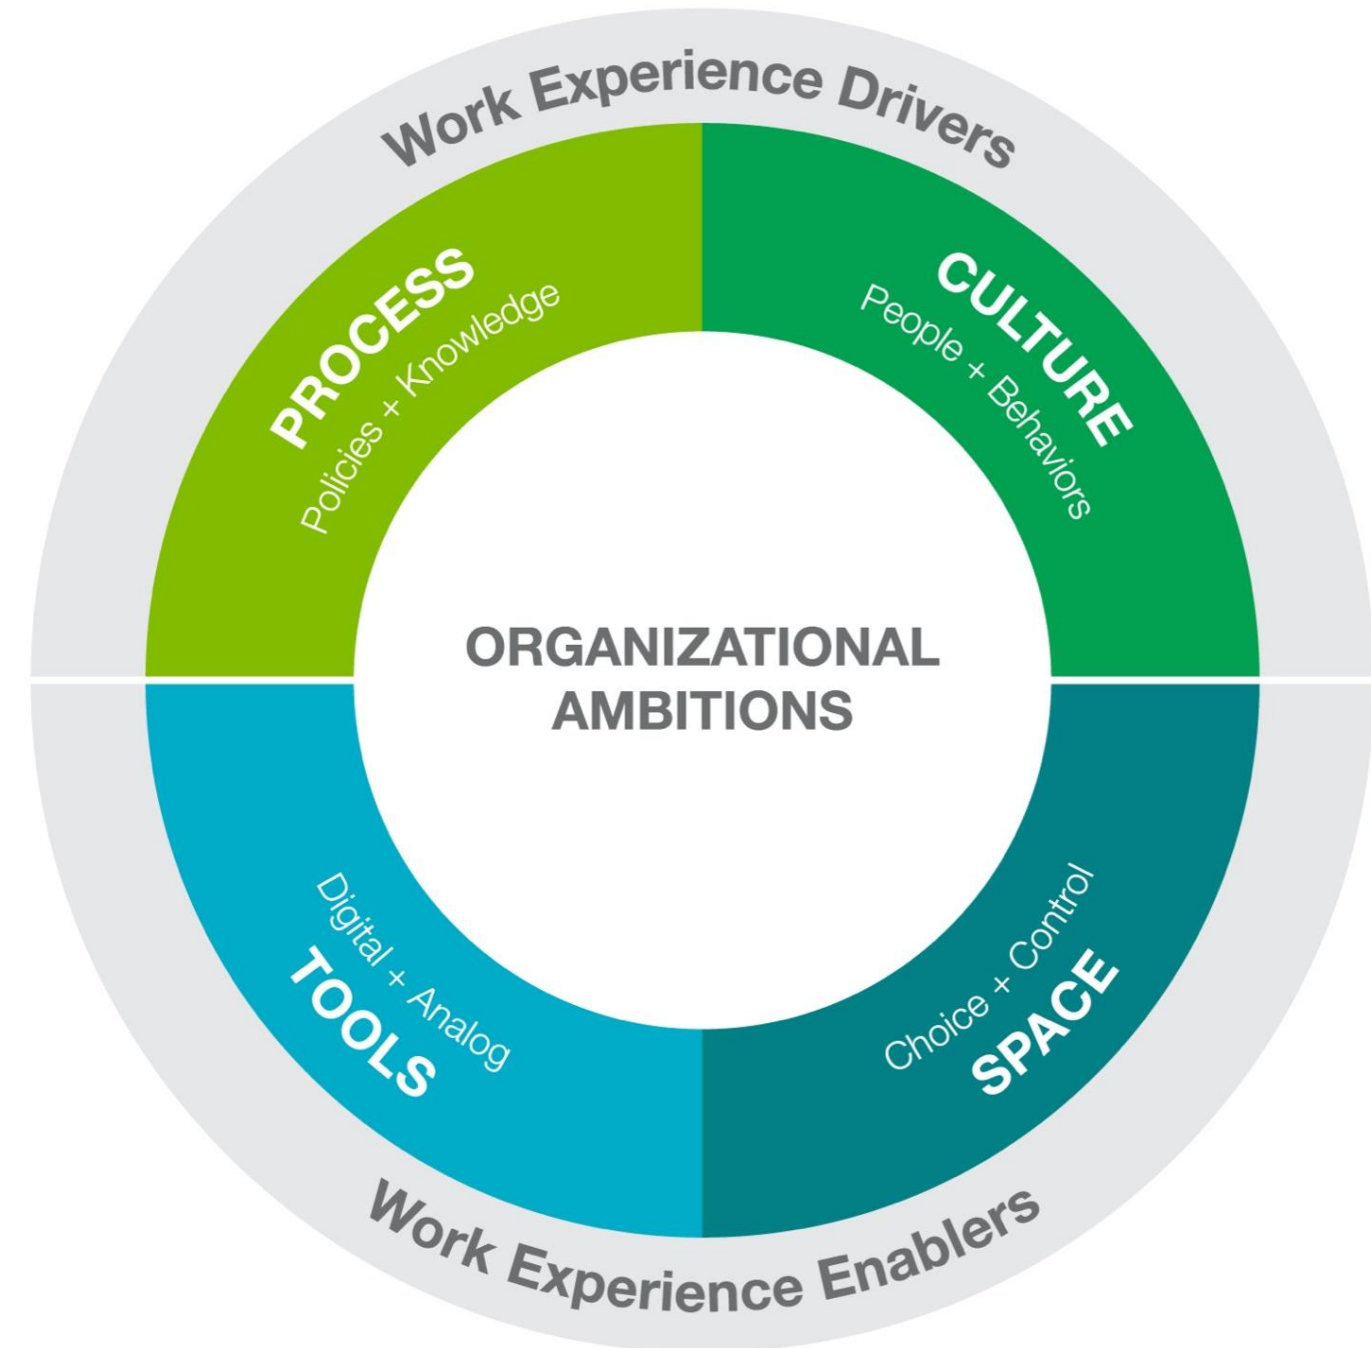 Work Experience Drivers
PROCESS
Policies + Knowledge
CULTURE
People + Behaviors
ORGANIZATIONAL
AMBITIONS
Digital + Analog
TOOLS
Choice + Control
SPACE
Work Experience Enablers